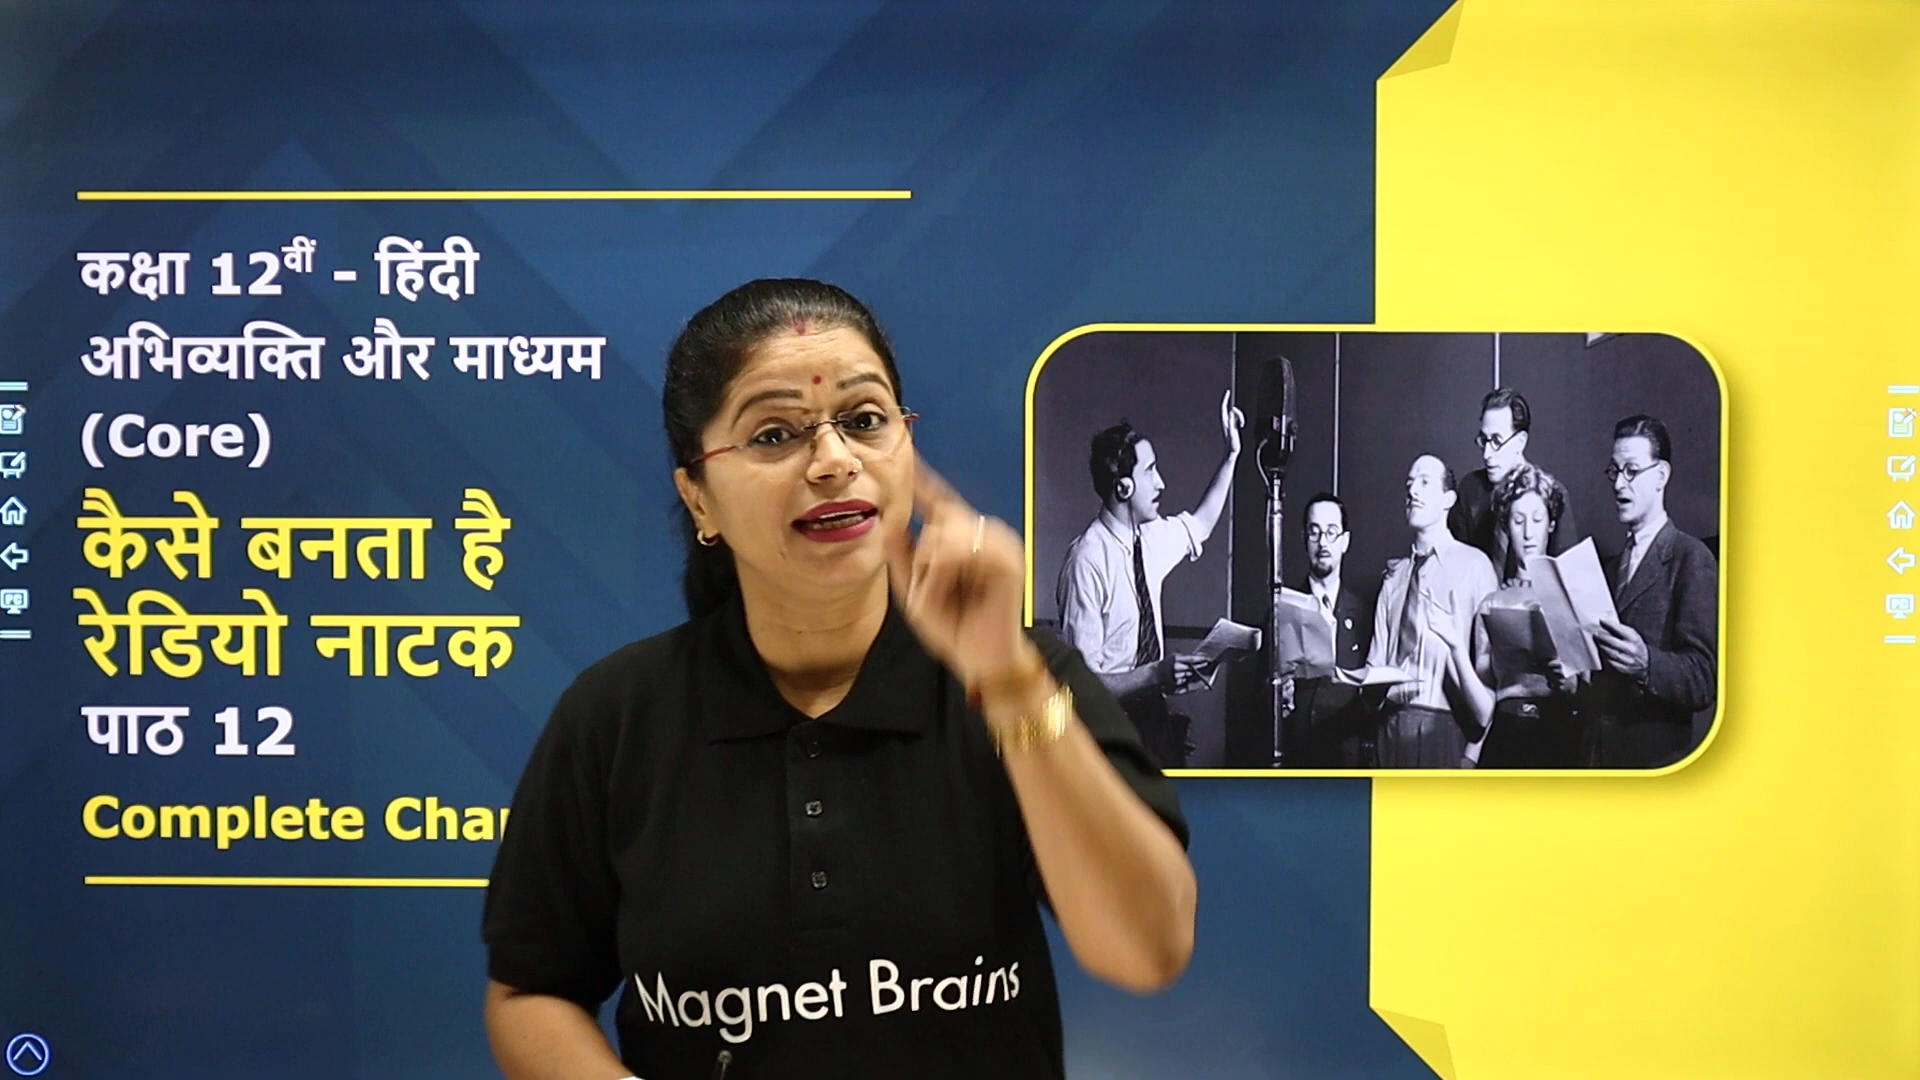 कक्षा 12वीं - हिंदी
अभिव्यक्ति और माध्यम
(Core)
कैसे बनता है
रेडियो नाटक
पाठ 12
Complete
Magnet Brains